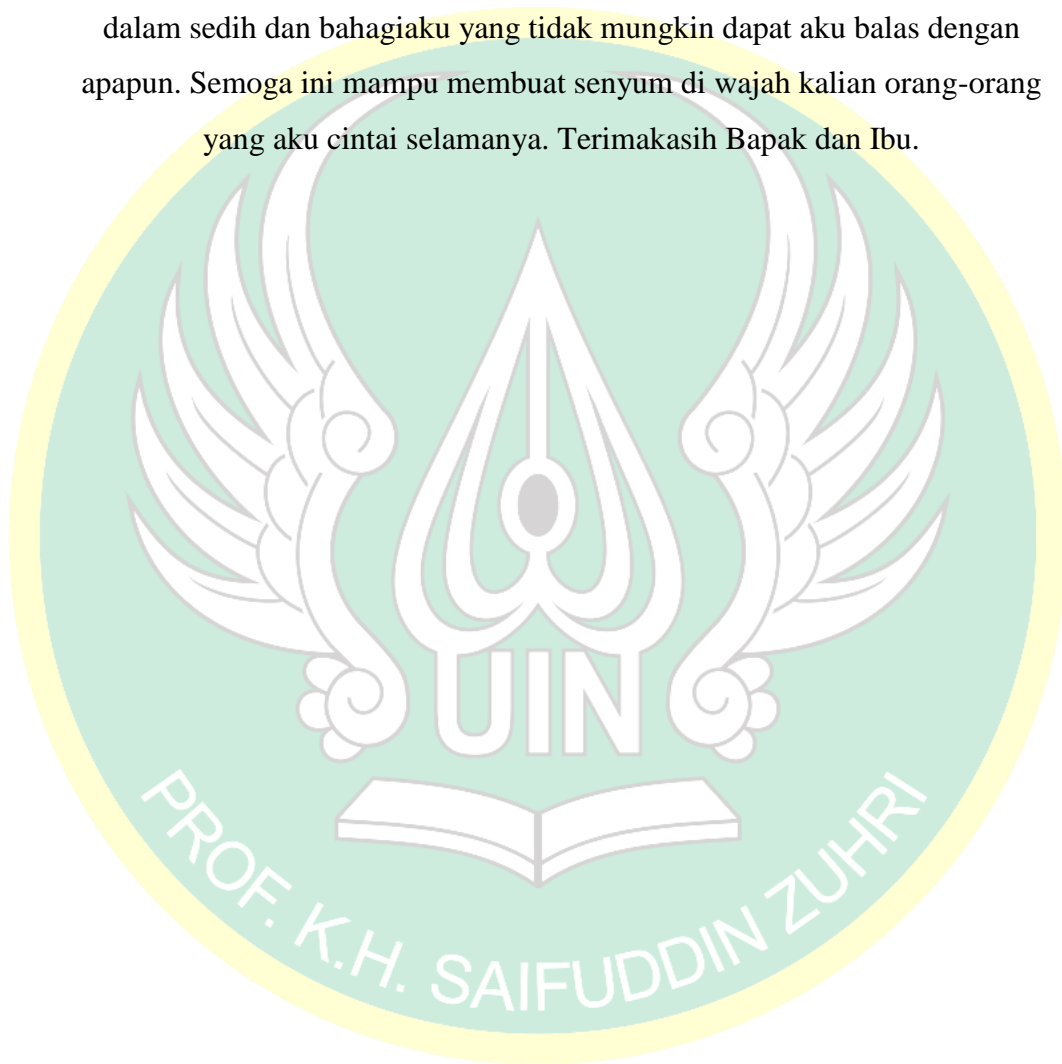 dalam sedih dan bahagiaku yang tidak mungkin dapat aku balas dengan
apapun. Semoga ini mampu membuat senyum di wajah kalian orang-orang
yang aku cintai selamanya. Terimakasih Bapak dan Ibu.
UIN
PROF. K.H. SAIFUDDIN ZUHRI